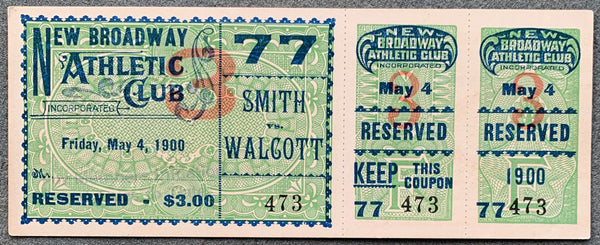 NEW BROADWAY
ATHLETIC
CLUB
INCORPORATED
3
Friday, May 4, 1900
RESERVED - $3.00
77
SMITH
vs.
WALCOTT
473
NEW
BROADWAY
ATHLETIC CLUB
INCORPORATED
May 4
3
RESERVED
KEEP THIS
COUPON
77 473
NEW
BROADWAY
ATHLETIC CLUB
INCORPORATED
May 4
3
RESERVED
1900
E
77 473